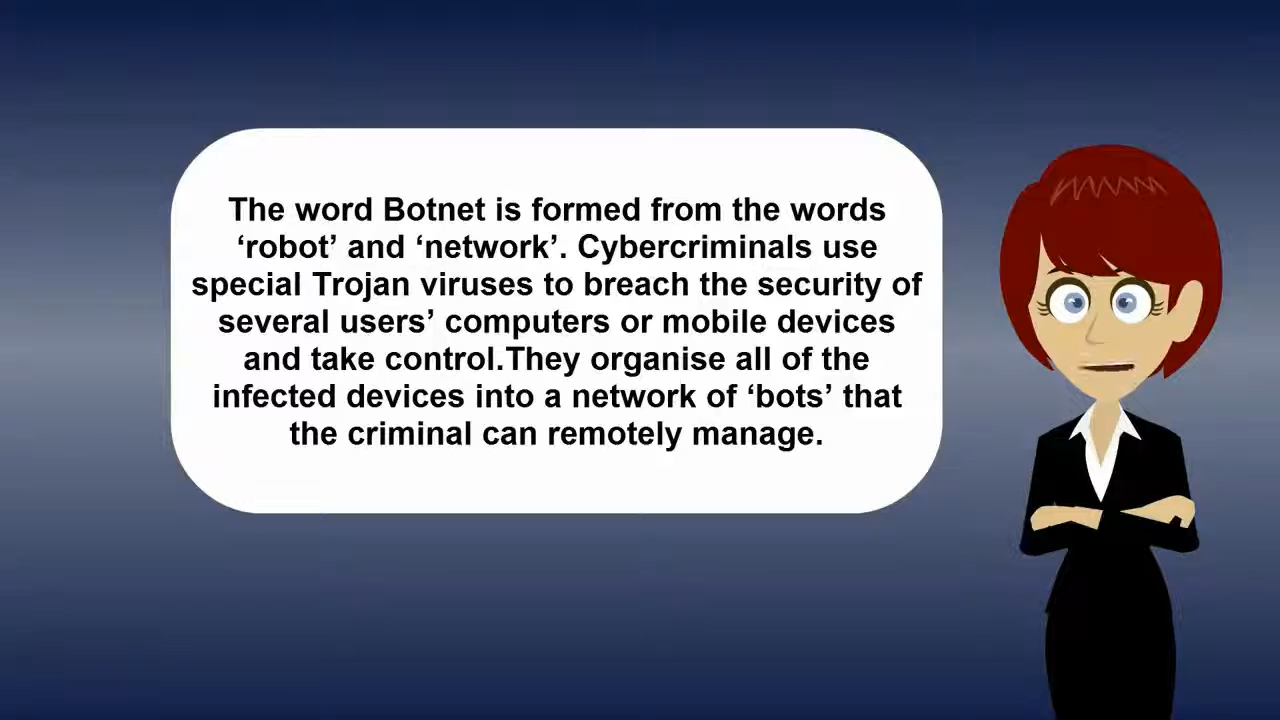 The word Botnet is formed from the words
‘robot’ and ‘network’. Cybercriminals use
special Trojan viruses to breach the security of
several users’ computers or mobile devices
and take control.They organise all of the
infected devices into a network of ‘bots’ that
the criminal can remotely manage.